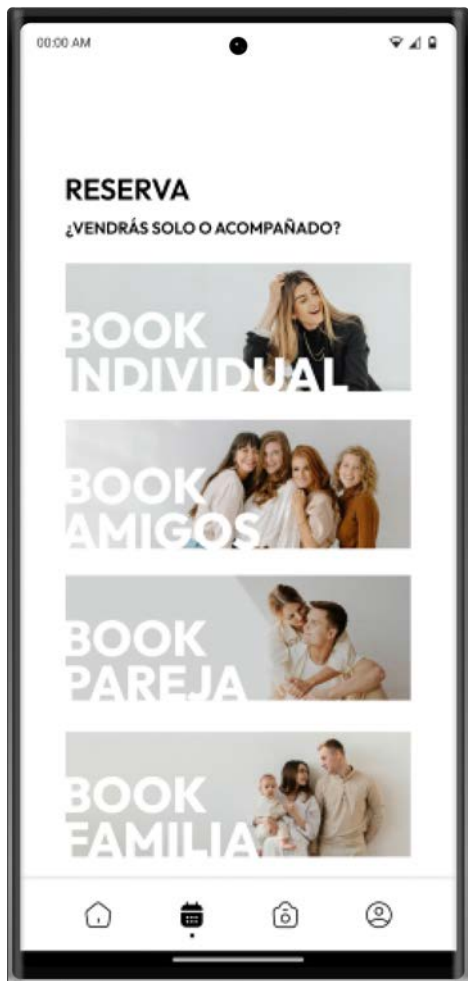 00:00 AM
RESERVA
¿VENDRÁS SOLO O ACOMPAÑADO?
BOOK
INDIVIDUAL
BOOK
AMIGOS
BOOK
PAREJA
BOOK
FAMILIA